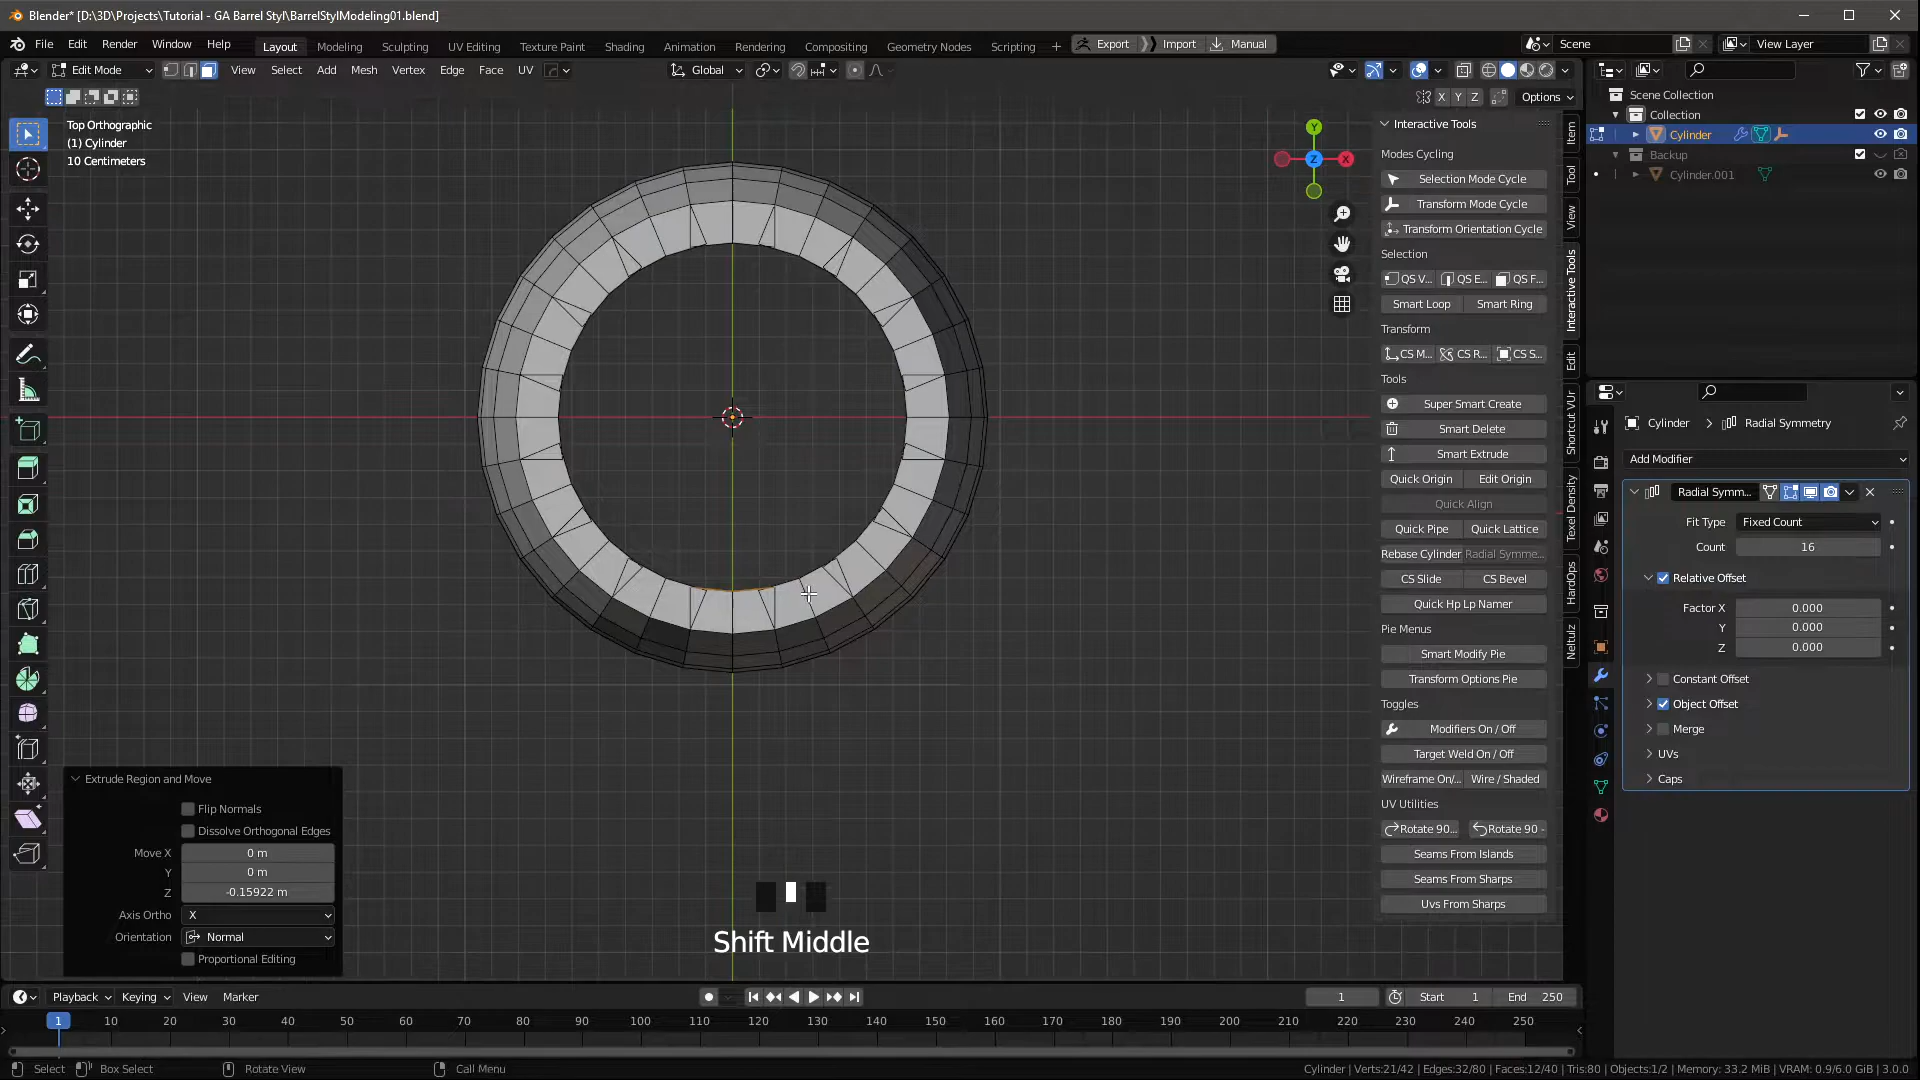 Blender* [D:\3D\Projects\Tutorial - GA Barrel Styl\BarrelStylModeling01.blend]
File Edit Render Window Help
Layout Modeling Sculpting UV Editing Texture Paint Shading Animation Rendering Compositing Geometry Nodes Scripting +
Export Import Manual
Scene View Layer
Edit Mode View Select Add Mesh Vertex Edge Face UV Global
X Y Z Options
Top Orthographic
(1) Cylinder
10 Centimeters
Y
X
Z
Interactive Tools
Modes Cycling
Selection Mode Cycle
Transform Mode Cycle
Transform Orientation Cycle
Selection
QS V... QS E... QS F...
Smart Loop Smart Ring
Transform
CS M... CS R... CS S...
Tools
Super Smart Create
Smart Delete
Smart Extrude
Quick Origin Edit Origin
Quick Align
Quick Pipe Quick Lattice
Rebase Cylinder Radial Symme...
CS Slide CS Bevel
Quick Hp Lp Namer
Pie Menus
Smart Modify Pie
Transform Options Pie
Toggles
Modifiers On / Off
Target Weld On / Off
Wireframe On/... Wire / Shaded
UV Utilities
Rotate 90... Rotate 90 -
Seams From Islands
Seams From Sharps
Uvs From Sharps
Item
Tool
View
Interactive Tools
Edit
Shortcut VUr
Texel Density
HardOps
Neltulz
Scene Collection
Collection
Cylinder
Backup
Cylinder.001
Cylinder > Radial Symmetry
Add Modifier
Radial Symm...
Fit Type Fixed Count
Count 16
Relative Offset
Factor X 0.000
Y 0.000
Z 0.000
Constant Offset
Object Offset
Merge
UVs
Caps
Extrude Region and Move
Flip Normals
Dissolve Orthogonal Edges
Move X 0 m
Y 0 m
Z -0.15922 m
Axis Ortho X
Orientation Normal
Proportional Editing
Shift Middle
Playback Keying View Marker
1 Start 1 End 250
1 10 20 30 40 50 60 70 80 90 100 110 120 130 140 150 160 170 180 190 200 210 220 230 240 250
Select Box Select Rotate View Call Menu
Cylinder | Verts:21/42 | Edges:32/80 | Faces:12/40 | Tris:80 | Objects:1/2 | Memory: 33.2 MiB | VRAM: 0.9/6.0 GiB | 3.0.0